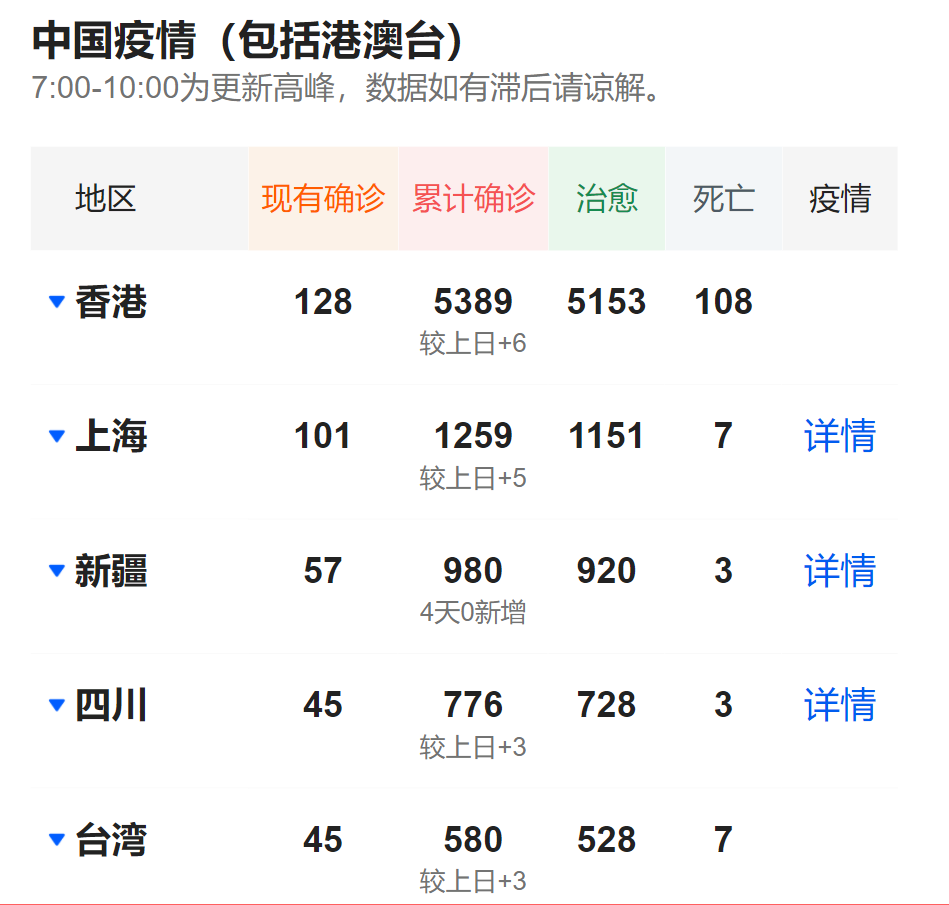 中国疫情（包括港澳台）
7:00-10:00为更新高峰，数据如有滞后请谅解。
地区 现有确诊 累计确诊 治愈 死亡 疫情
香港 128 5389 5153 108
较上日+6
上海 101 1259 1151 7 详情
较上日+5
新疆 57 980 920 3 详情
4天0新增
四川 45 776 728 3 详情
较上日+3
台湾 45 580 528 7
较上日+3